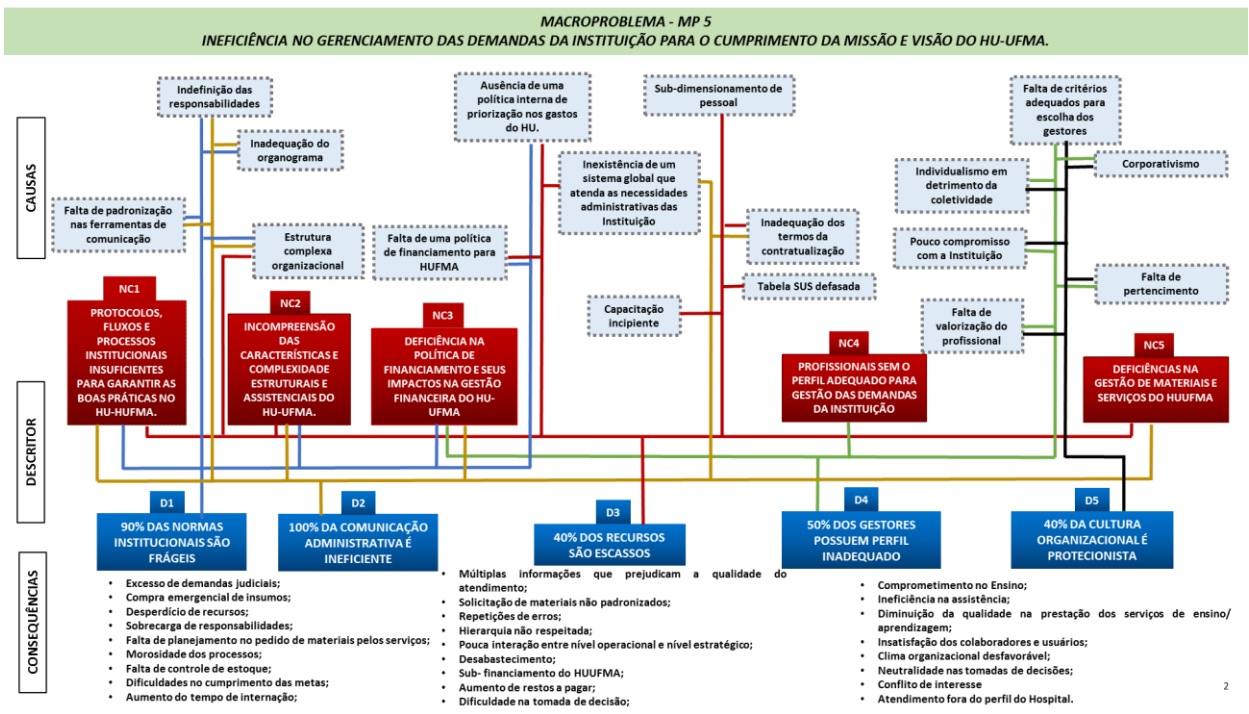 MACROPROBLEMA - MP 5
INEFICIÊNCIA NO GERENCIAMENTO DAS DEMANDAS DA INSTITUIÇÃO PARA O CUMPRIMENTO DA MISSÃO E VISÃO DO HU-UFMA.
CAUSAS
Indefinição das
responsabilidades
Inadequação do
organograma
Falta de padronização
nas ferramentas de
comunicação
Estrutura
complexa
organizacional
Ausência de uma
política interna de
priorização nos gastos
do HU.
Falta de uma política
de financiamento para
HUFMA
Inexistência de um
sistema global que
atenda as necessidades
administrativas das
Instituição
Sub-dimensionamento de
pessoal
Inadequação dos
termos da
contratualização
Tabela SUS defasada
Capacitação
incipiente
Falta de critérios
adequados para
escolha dos
gestores
Corporativismo
Individualismo em
detrimento da
coletividade
Pouco compromisso
com a Instituição
Falta de
pertencimento
Falta de
valorização do
profissional
NC1
PROTOCOLOS,
FLUXOS E
PROCESSOS
INSTITUCIONAIS
INSUFICIENTES
PARA GARANTIR AS
BOAS PRÁTICAS NO
HU-HUFMA.
NC2
INCOMPREENSÃO
DAS
CARACTERÍSTICAS E
COMPLEXIDADE
ESTRUTURAIS E
ASSISTENCIAIS DO
HU-UFMA.
NC3
DEFICIÊNCIA NA
POLÍTICA DE
FINANCIAMENTO E SEUS
IMPACTOS NA GESTÃO
FINANCEIRA DO HU-
UFMA
NC4
PROFISSIONAIS SEM O
PERFIL ADEQUADO PARA
GESTÃO DAS DEMANDAS
DA INSTITUIÇÃO
NC5
DEFICIÊNCIAS NA
GESTÃO DE MATERIAIS E
SERVIÇOS DO HUUFMA
DESCRITOR
D1
90% DAS NORMAS
INSTITUCIONAIS SÃO
FRÁGEIS
D2
100% DA COMUNICAÇÃO
ADMINISTRATIVA É
INEFICIENTE
D3
40% DOS RECURSOS
SÃO ESCASSOS
D4
50% DOS GESTORES
POSSUEM PERFIL
INADEQUADO
D5
40% DA CULTURA
ORGANIZACIONAL É
PROTECIONISTA
CONSEQUÊNCIAS
• Excesso de demandas judiciais;
• Compra emergencial de insumos;
• Desperdício de recursos;
• Sobrecarga de responsabilidades;
• Falta de planejamento no pedido de materiais pelos serviços;
• Morosidade dos processos;
• Falta de controle de estoque;
• Dificuldades no cumprimento das metas;
• Aumento do tempo de internação;
• Múltiplas informações que prejudicam a qualidade do
atendimento;
• Solicitação de materiais não padronizados;
• Repetições de erros;
• Hierarquia não respeitada;
• Pouca interação entre nível operacional e nível estratégico;
• Desabastecimento;
• Sub- financiamento do HUUFMA;
• Aumento de restos a pagar;
• Dificuldade na tomada de decisão;
• Comprometimento no Ensino;
• Ineficiência na assistência;
• Diminuição da qualidade na prestação dos serviços de ensino/
aprendizagem;
• Insatisfação dos colaboradores e usuários;
• Clima organizacional desfavorável;
• Neutralidade nas tomadas de decisões;
• Conflito de interesse
• Atendimento fora do perfil do Hospital.
2